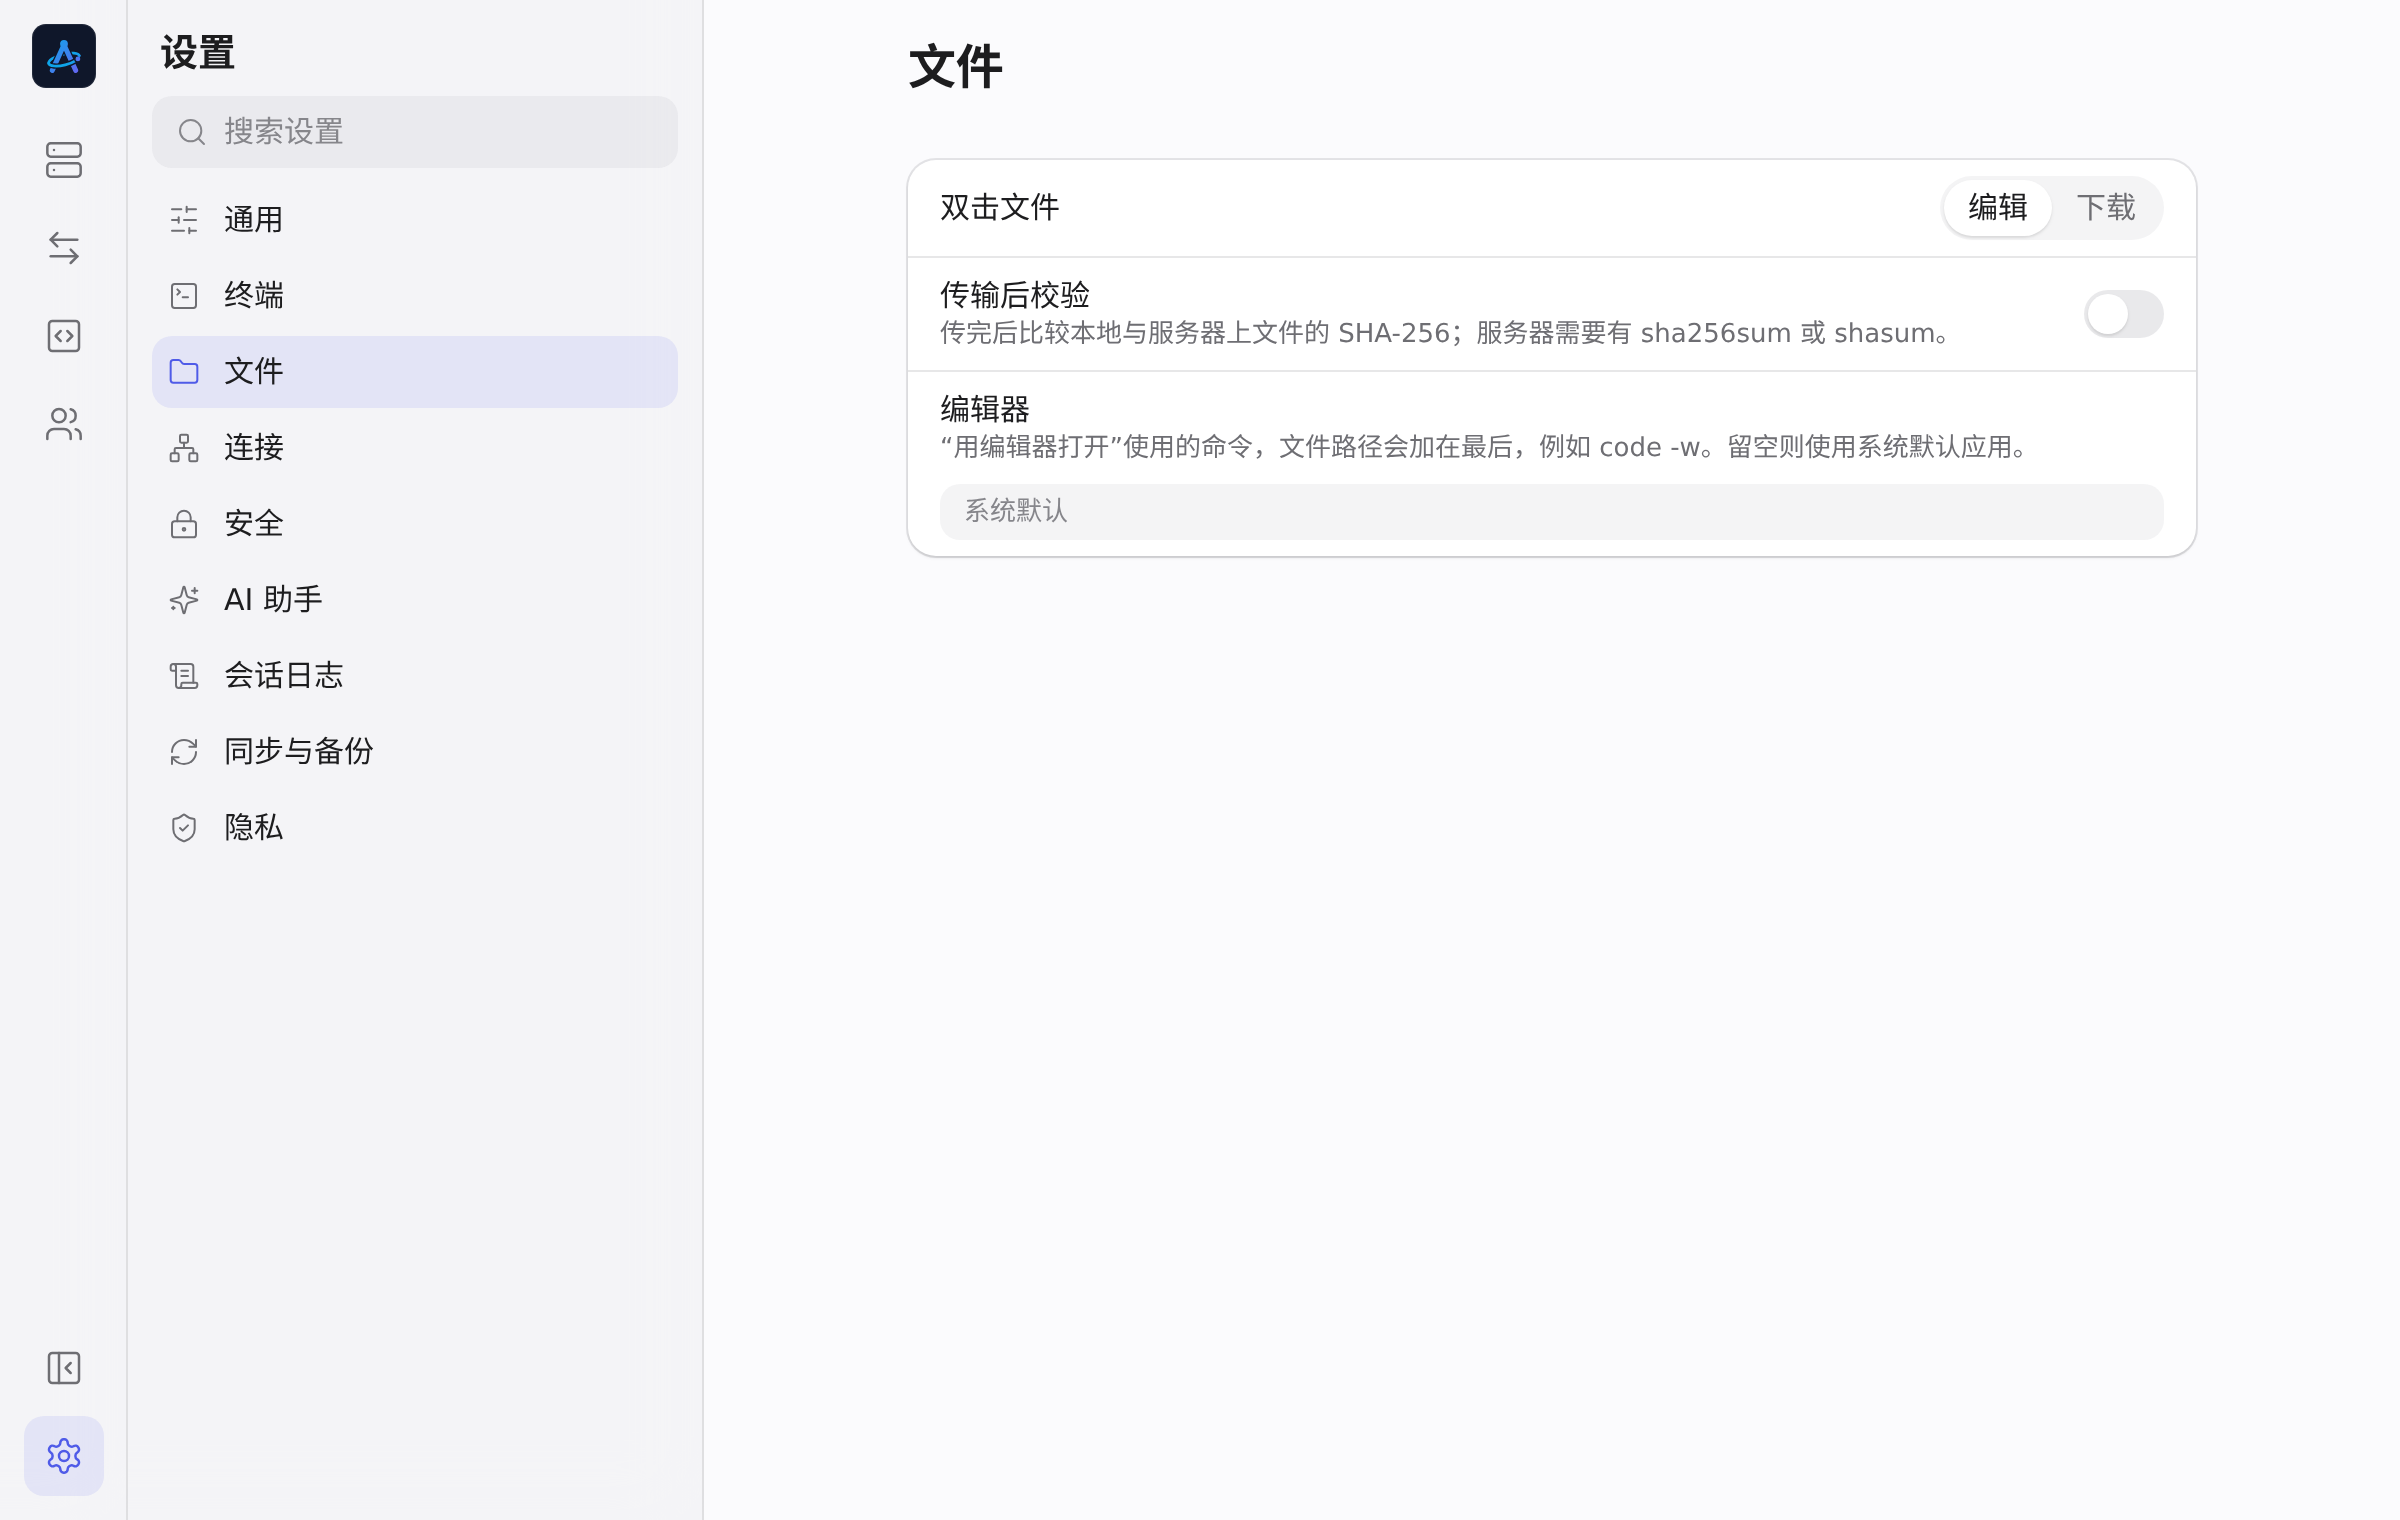 设置
搜索设置
通用
终端
文件
连接
安全
AI 助手
会话日志
同步与备份
隐私
文件
双击文件
编辑
下载
传输后校验
传完后比较本地与服务器上文件的 SHA-256；服务器需要有 sha256sum 或 shasum。
编辑器
“用编辑器打开”使用的命令，文件路径会加在最后，例如 code -w。留空则使用系统默认应用。
系统默认